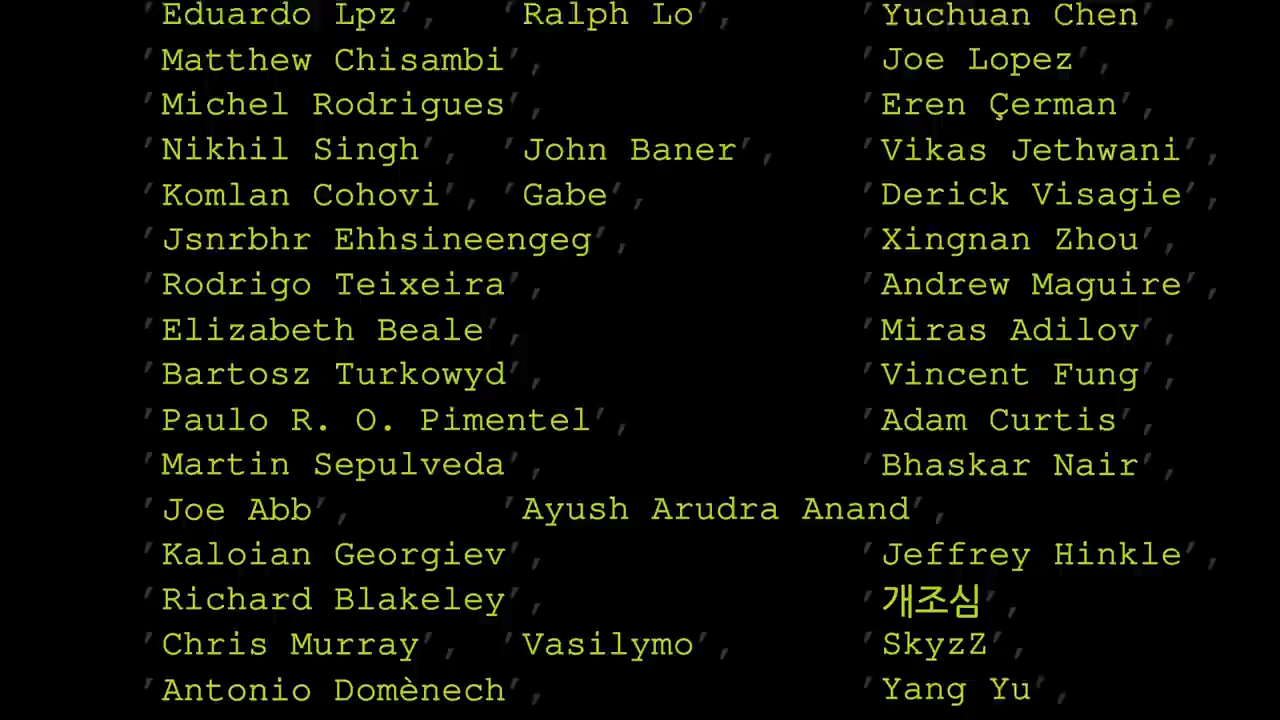 'Eduardo Lpz', 'Ralph Lo', 'Yuchuan Chen',
'Matthew Chisambi', 'Joe Lopez',
'Michel Rodrigues', 'Eren Çerman',
'Nikhil Singh', 'John Baner', 'Vikas Jethwani',
'Komlan Cohovi', 'Gabe', 'Derick Visagie',
'Jsnrbhr Ehhsineengeg', 'Xingnan Zhou',
'Rodrigo Teixeira', 'Andrew Maguire',
'Elizabeth Beale', 'Miras Adilov',
'Bartosz Turkowyd', 'Vincent Fung',
'Paulo R. O. Pimentel', 'Adam Curtis',
'Martin Sepulveda', 'Bhaskar Nair',
'Joe Abb', 'Ayush Arudra Anand',
'Kaloian Georgiev', 'Jeffrey Hinkle',
'Richard Blakeley', '개조심',
'Chris Murray', 'Vasilymo', 'SkyzZ',
'Antonio Domènech', 'Yang Yu',